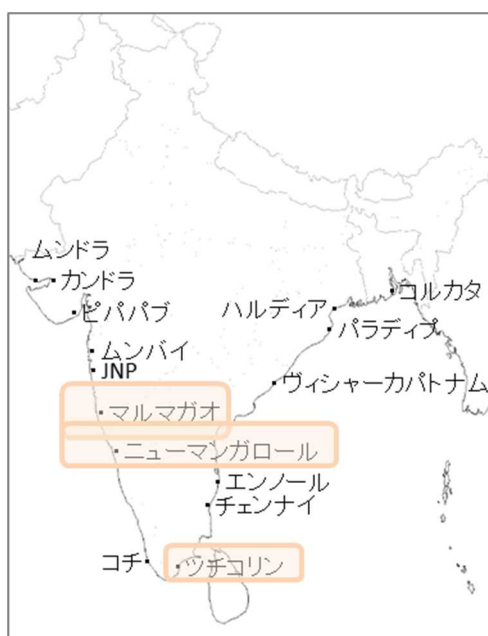 ムンドラ
カンドラ
コルカタ
ピパパブ
ハルディア
パラディプ
ムンバイ
JNP
ヴィシャーカパトナム
マルマガオ
ニューマンガロール
エンノール
チェンナイ
コチ
ツチコリン